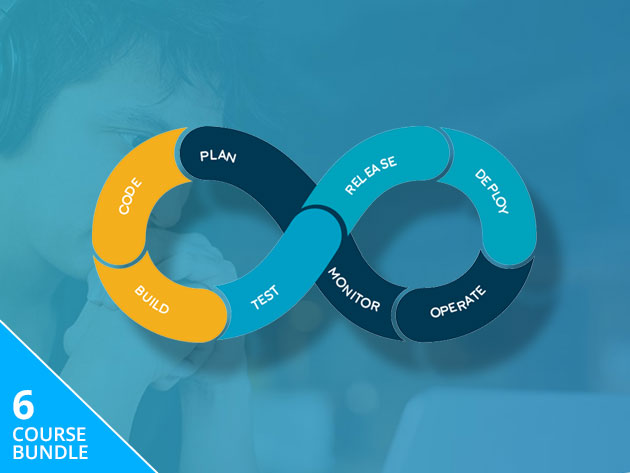 PLAN
CODE
BUILD
TEST
RELEASE
DEPLOY
OPERATE
MONITOR
6
COURSE
BUNDLE